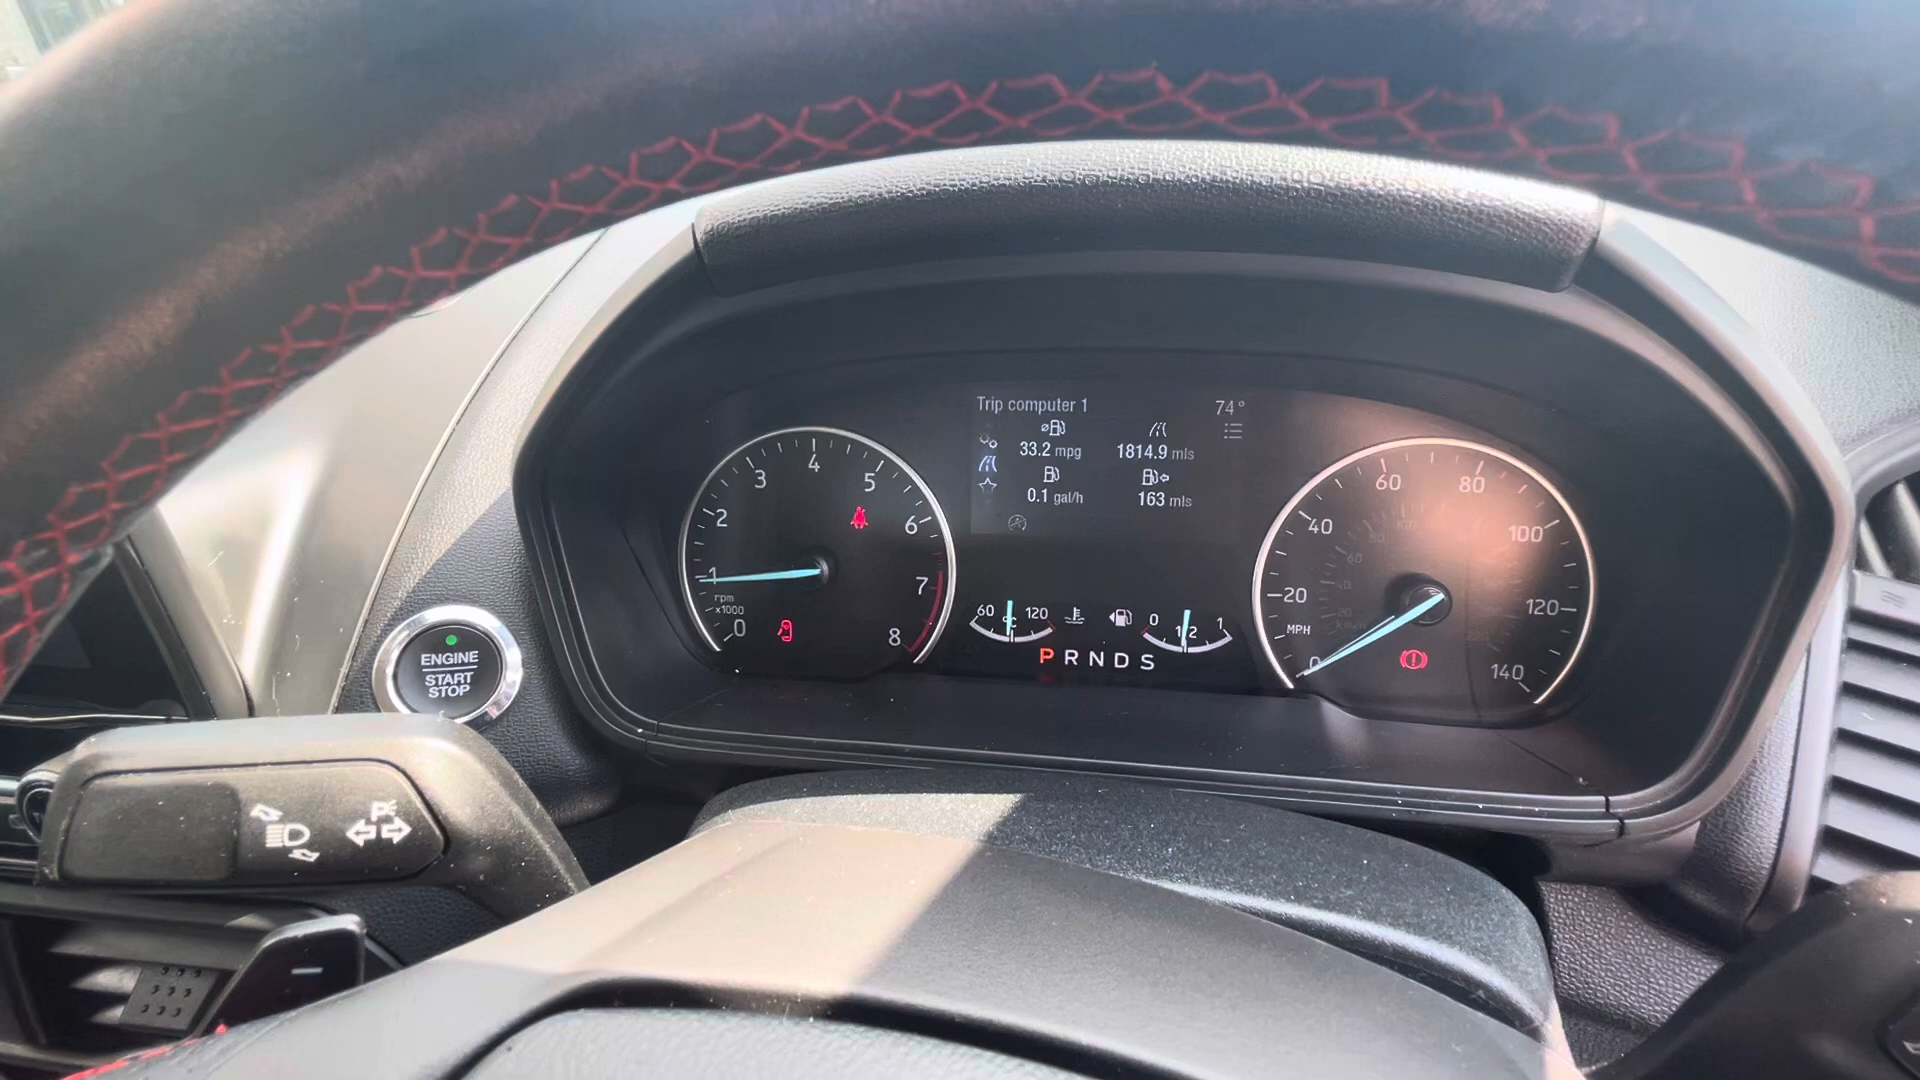 Trip computer 1 74°
33.2 mpg 1814.9 mls
0.1 gal/h 163 mls
0 1 2 3 4 5 6 7 8
rpm
x1000
60 120 °C
0 1/2 1
P R N D S
0 20 40 60 80 100 120 140
MPH
ENGINE
START
STOP